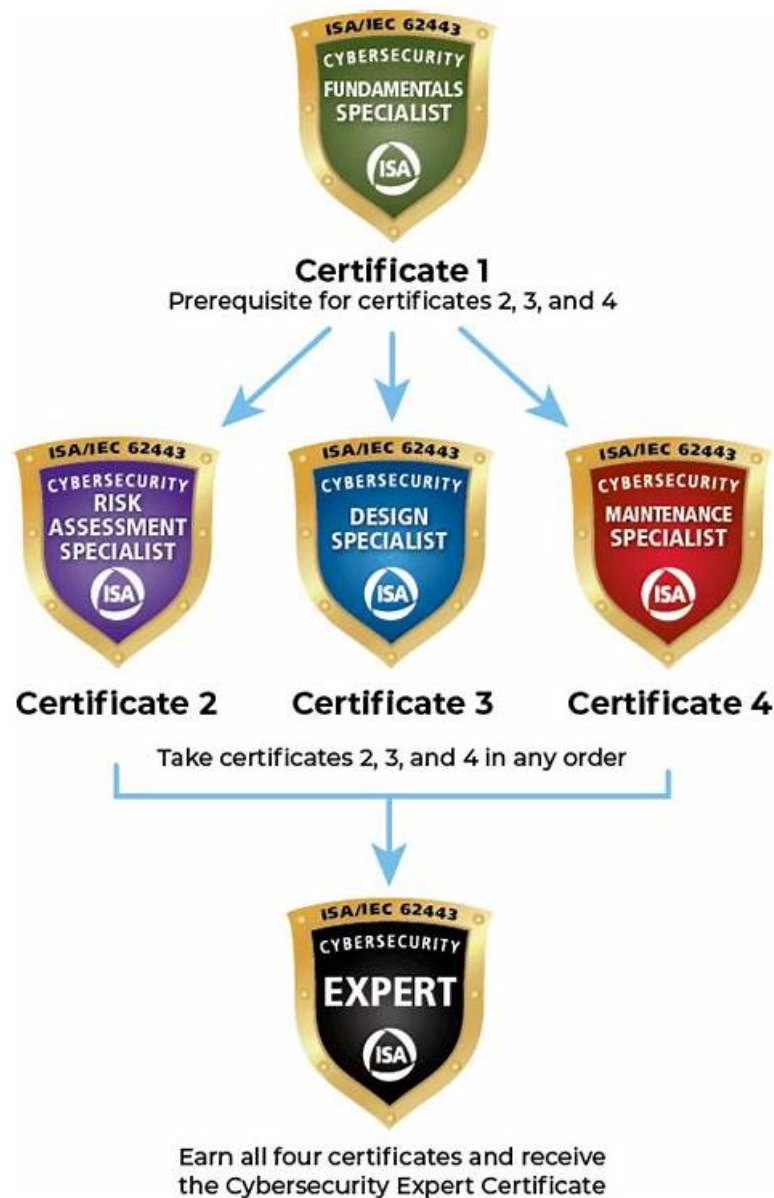 ISA/IEC 62443
CYBERSECURITY
FUNDAMENTALS
SPECIALIST
ISA
Certificate 1
Prerequisite for certificates 2, 3, and 4
ISA/IEC 62443
CYBERSECURITY
RISK
ASSESSMENT
SPECIALIST
ISA
Certificate 2
ISA/IEC 62443
CYBERSECURITY
DESIGN
SPECIALIST
ISA
Certificate 3
ISA/IEC 62443
CYBERSECURITY
MAINTENANCE
SPECIALIST
ISA
Certificate 4
Take certificates 2, 3, and 4 in any order
ISA/IEC 62443
CYBERSECURITY
EXPERT
ISA
Earn all four certificates and receive
the Cybersecurity Expert Certificate